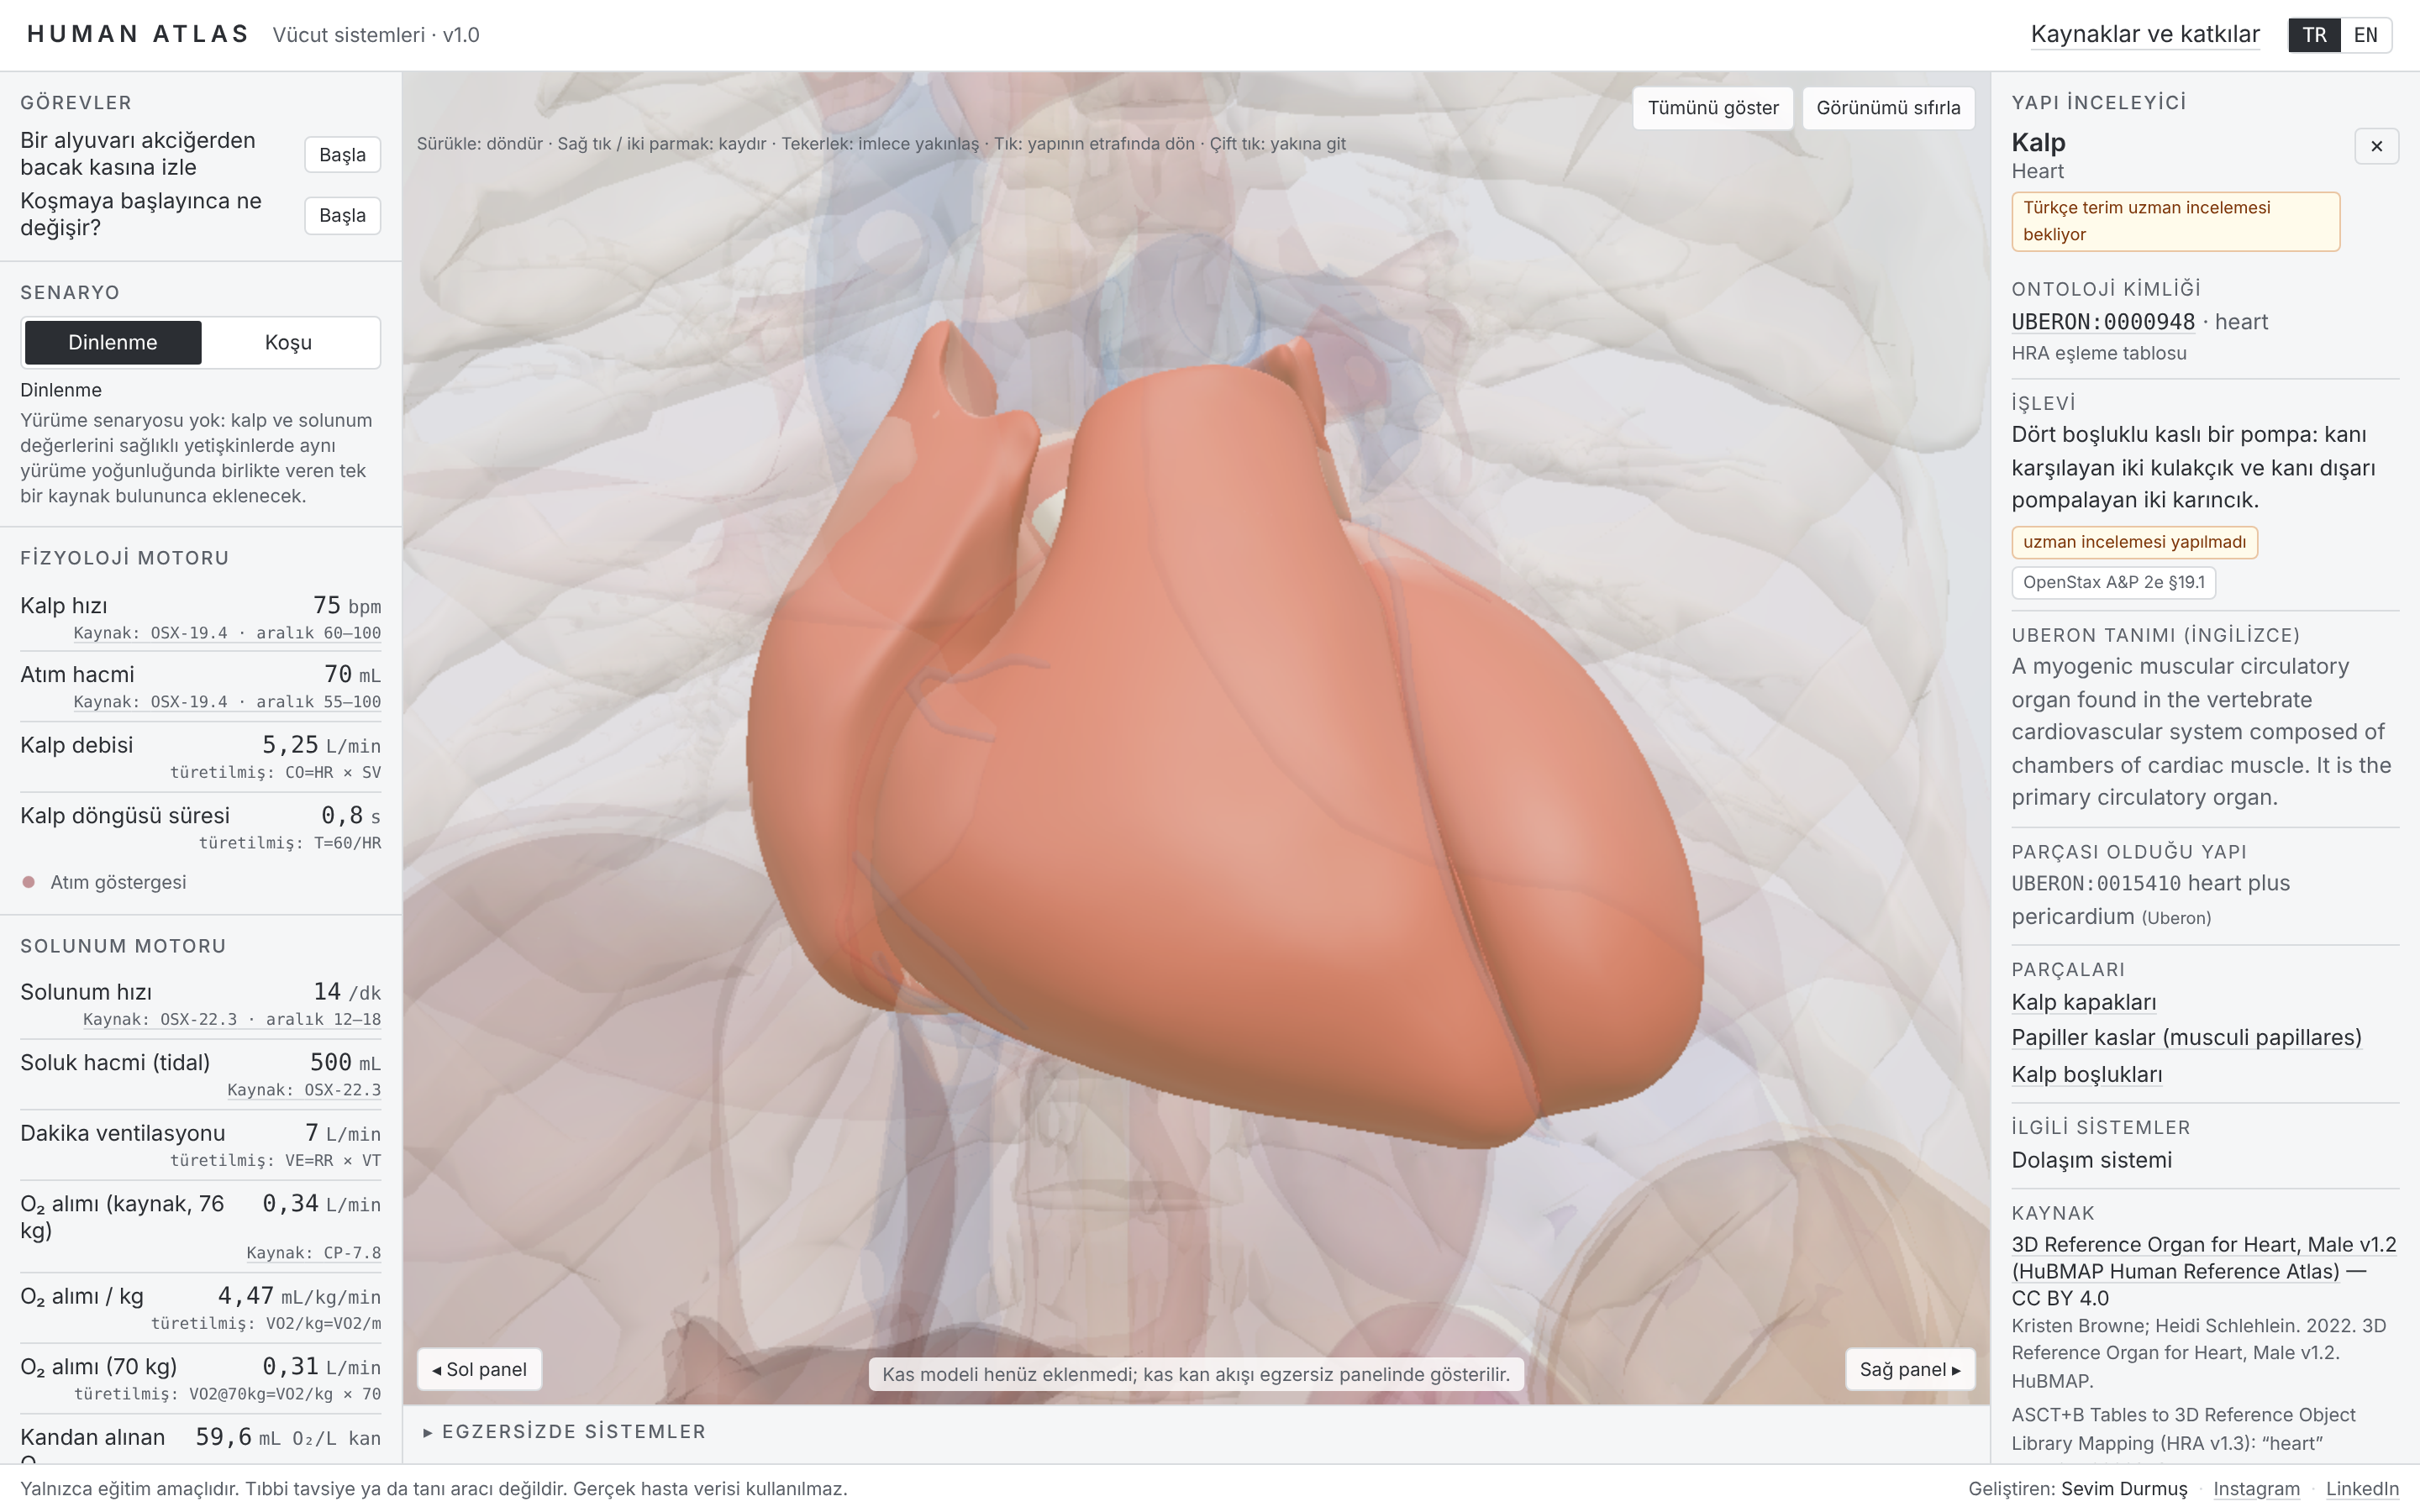 HUMAN ATLAS
Vücut sistemleri · v1.0
Kaynaklar ve katkılar
TR
EN
GÖREVLER
Bir alyuvarı akciğerden
bacak kasına izle
Başla
Koşmaya başlayınca ne
değişir?
Başla
SENARYO
Dinlenme
Koşu
Dinlenme
Yürüme senaryosu yok: kalp ve solunum
değerlerini sağlıklı yetişkinlerde aynı
yürüme yoğunluğunda birlikte veren tek
bir kaynak bulununca eklenecek.
FİZYOLOJİ MOTORU
Kalp hızı 75 bpm
Kaynak: OSX-19.4 · aralık 60–100
Atım hacmi 70 mL
Kaynak: OSX-19.4 · aralık 55–100
Kalp debisi 5,25 L/min
türetilmiş: CO=HR × SV
Kalp döngüsü süresi 0,8 s
türetilmiş: T=60/HR
Atım göstergesi
SOLUNUM MOTORU
Solunum hızı 14 /dk
Kaynak: OSX-22.3 · aralık 12–18
Soluk hacmi (tidal) 500 mL
Kaynak: OSX-22.3
Dakika ventilasyonu 7 L/min
türetilmiş: VE=RR × VT
O₂ alımı (kaynak, 76 0,34 L/min
kg)
Kaynak: CP-7.8
O₂ alımı / kg 4,47 mL/kg/min
türetilmiş: VO2/kg=VO2/m
O₂ alımı (70 kg) 0,31 L/min
türetilmiş: VO2@70kg=VO2/kg × 70
Kandan alınan 59,6 mL O₂/L kan
Tümünü göster
Görünümü sıfırla
Sürükle: döndür · Sağ tık / iki parmak: kaydır · Tekerlek: imlece yakınlaş · Tık: yapının etrafında dön · Çift tık: yakına git
◂ Sol panel
Kas modeli henüz eklenmedi; kas kan akışı egzersiz panelinde gösterilir.
Sağ panel ▸
▸ EGZERSİZDE SİSTEMLER
YAPI İNCELEYİCİ
Kalp
×
Heart
Türkçe terim uzman incelemesi
bekliyor
ONTOLOJİ KİMLİĞİ
UBERON:0000948 · heart
HRA eşleme tablosu
İŞLEVİ
Dört boşluklu kaslı bir pompa: kanı
karşılayan iki kulakçık ve kanı dışarı
pompalayan iki karıncık.
uzman incelemesi yapılmadı
OpenStax A&P 2e §19.1
UBERON TANIMI (İNGİLİZCE)
A myogenic muscular circulatory
organ found in the vertebrate
cardiovascular system composed of
chambers of cardiac muscle. It is the
primary circulatory organ.
PARÇASI OLDUĞU YAPI
UBERON:0015410 heart plus
pericardium (Uberon)
PARÇALARI
Kalp kapakları
Papiller kaslar (musculi papillares)
Kalp boşlukları
İLGİLİ SİSTEMLER
Dolaşım sistemi
KAYNAK
3D Reference Organ for Heart, Male v1.2
(HuBMAP Human Reference Atlas) —
CC BY 4.0
Kristen Browne; Heidi Schlehlein. 2022. 3D
Reference Organ for Heart, Male v1.2.
HuBMAP.
ASCT+B Tables to 3D Reference Object
Library Mapping (HRA v1.3): “heart”
Yalnızca eğitim amaçlıdır. Tıbbi tavsiye ya da tanı aracı değildir. Gerçek hasta verisi kullanılmaz.
Geliştiren: Sevim Durmuş · Instagram · LinkedIn